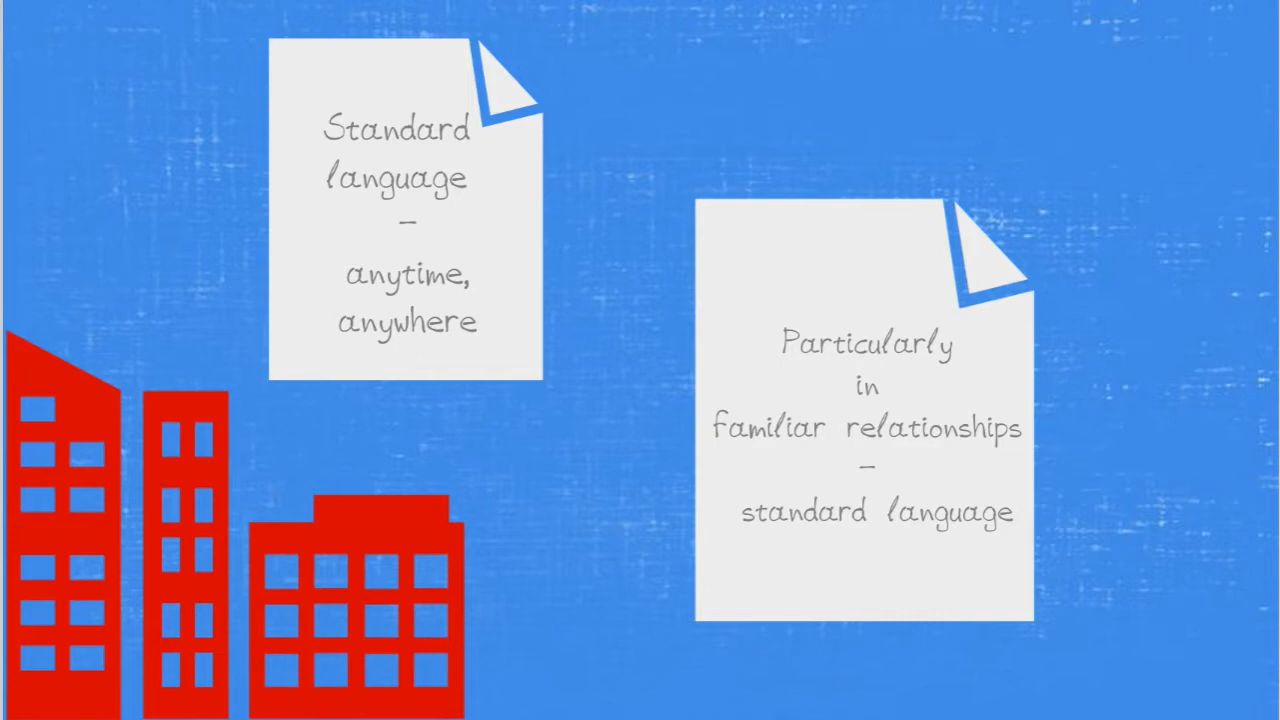 Standard
language
-
anytime,
anywhere
Particularly
in
familiar relationships
-
standard language